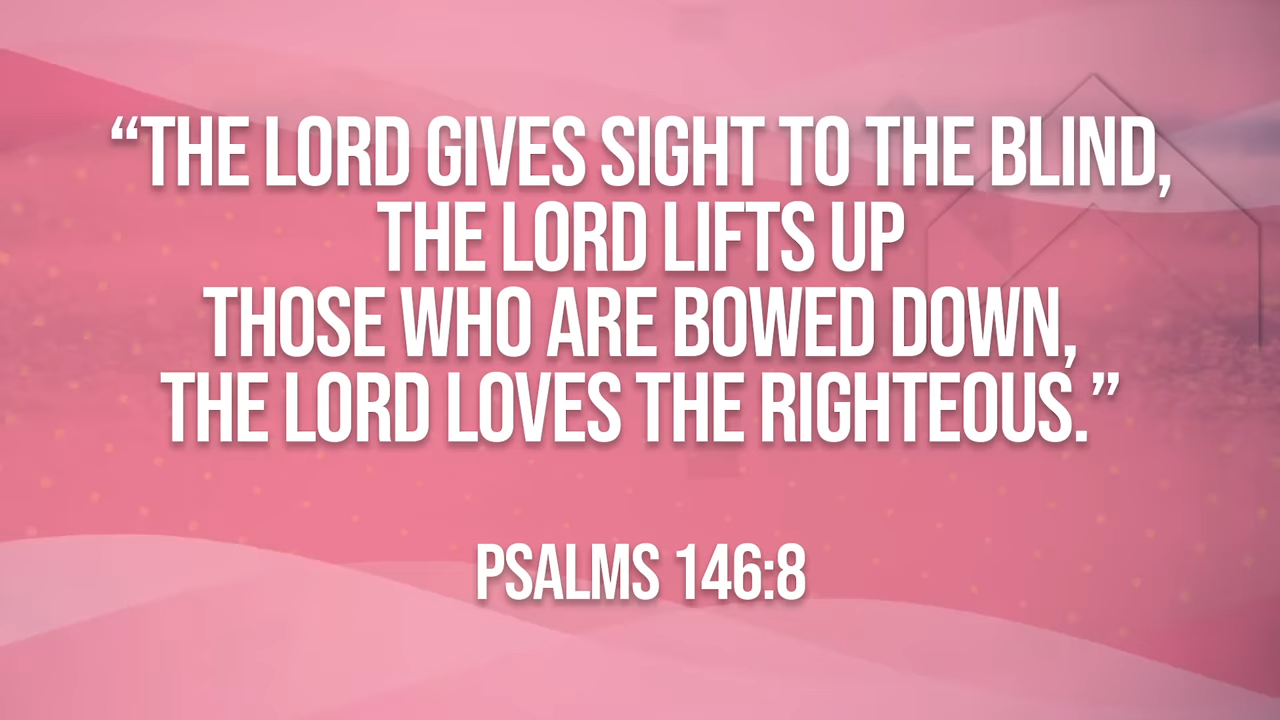 “THE LORD GIVES SIGHT TO THE BLIND,
THE LORD LIFTS UP
THOSE WHO ARE BOWED DOWN,
THE LORD LOVES THE RIGHTEOUS.”
PSALMS 146:8